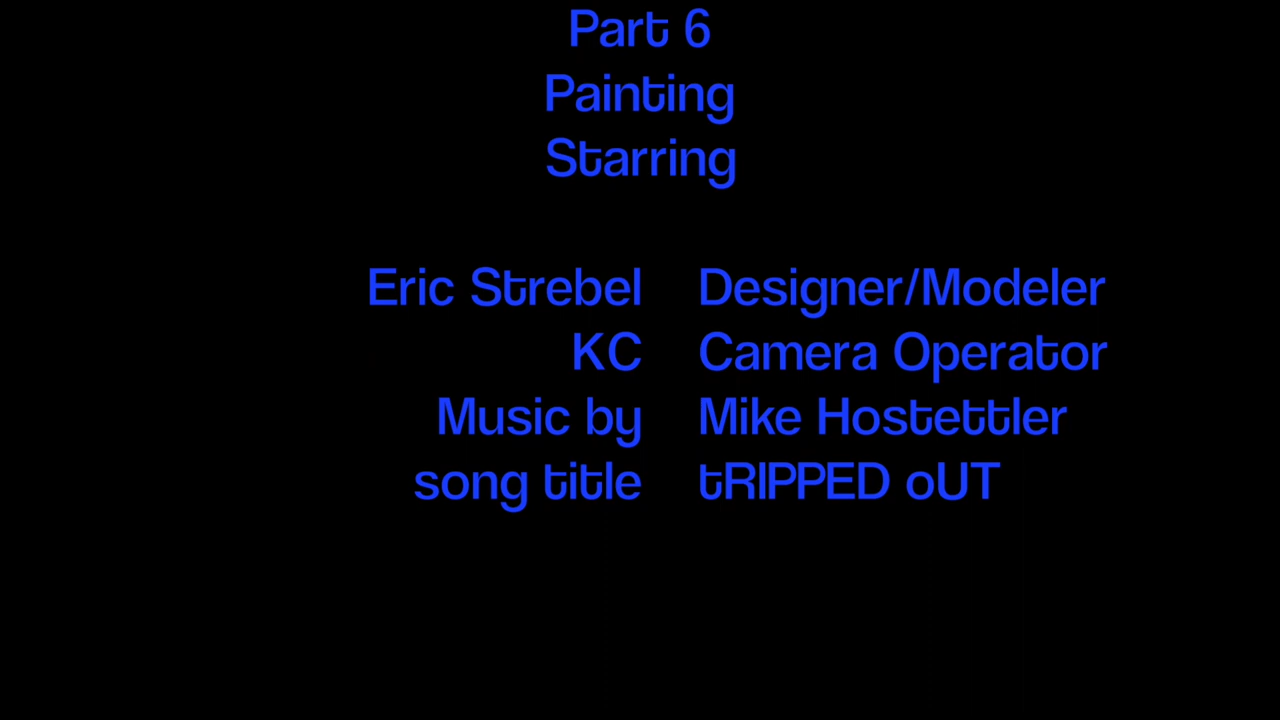 Part 6
Painting
Starring
Eric Strebel Designer/Modeler
KC Camera Operator
Music by Mike Hostettler
song title tRIPPED oUT